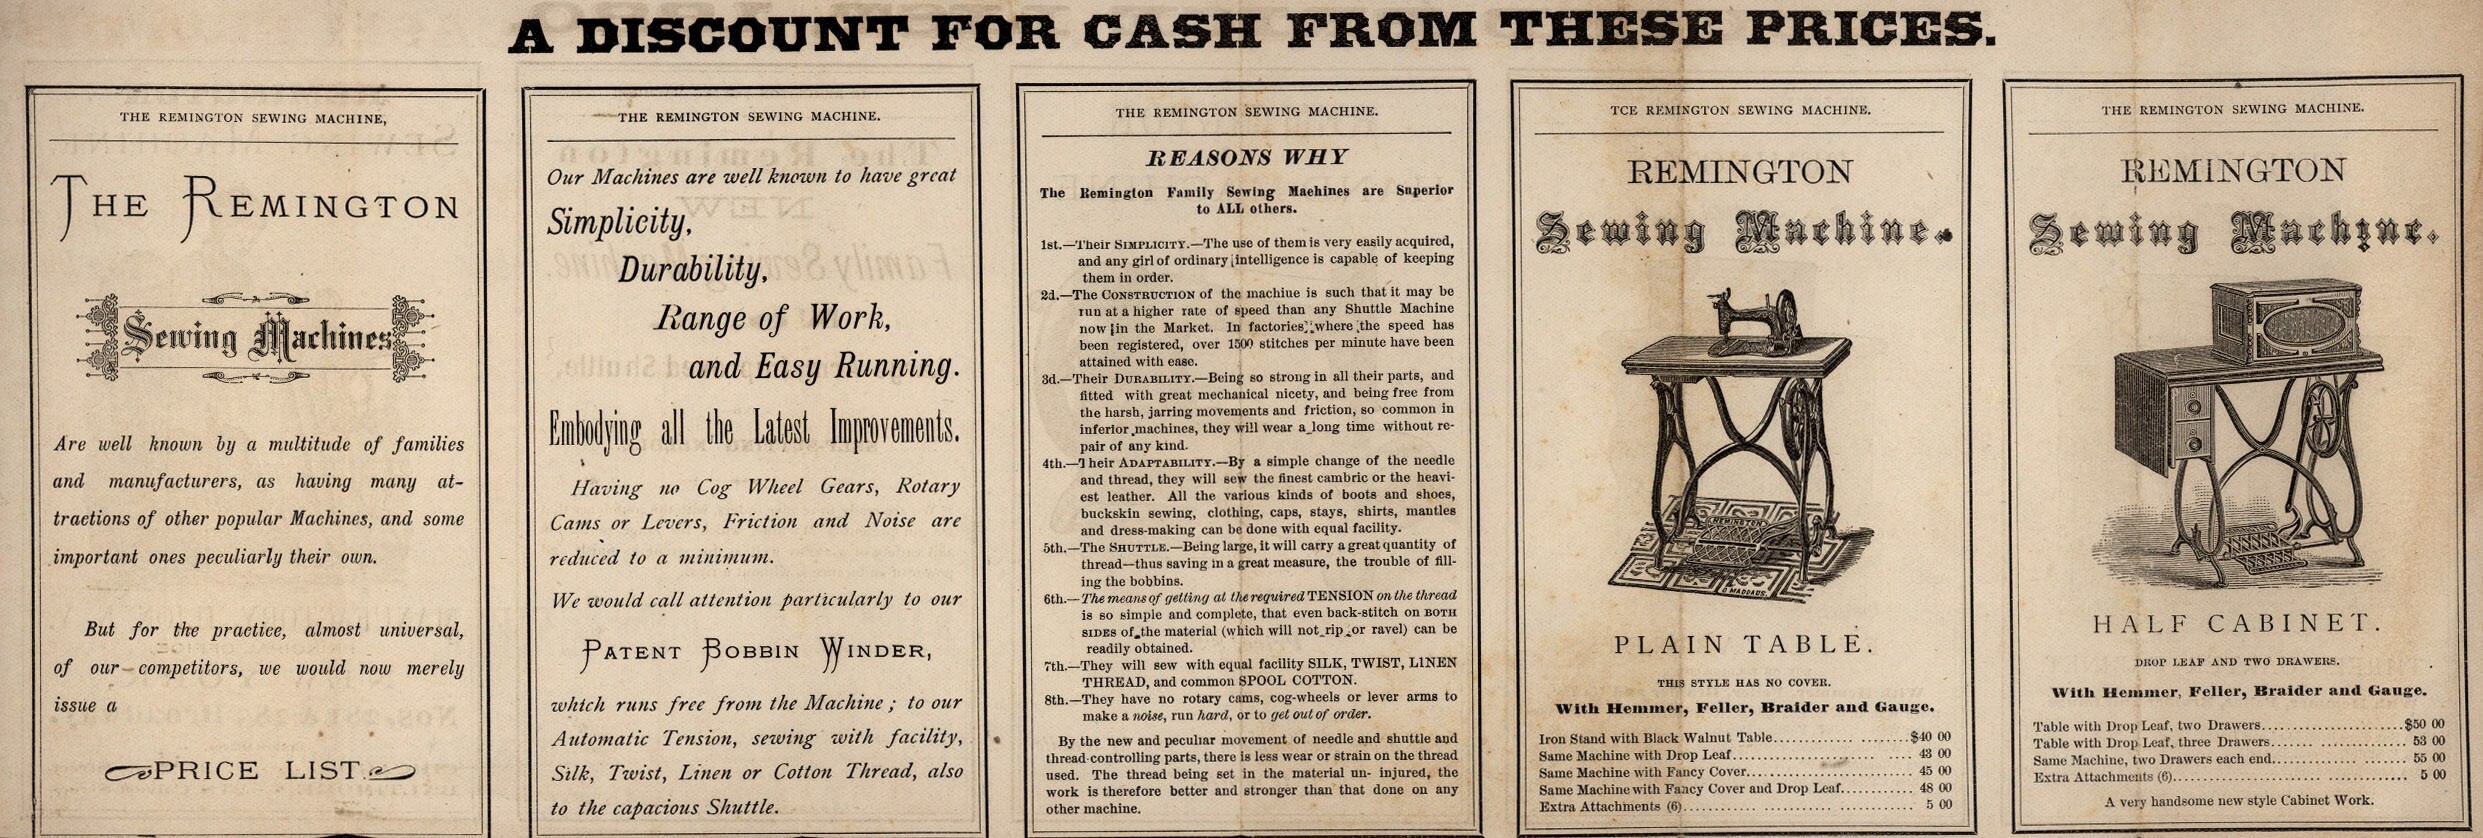 A DISCOUNT FOR CASH FROM THESE PRICES.
THE REMINGTON SEWING MACHINE,
THE REMINGTON
Sewing Machines
Are well known by a multitude of families
and manufacturers, as having many at-
tractions of other popular Machines, and some
important ones peculiarly their own.
But for the practice, almost universal,
of our competitors, we would now merely
issue a
PRICE LIST.
THE REMINGTON SEWING MACHINE.
Our Machines are well known to have great
Simplicity,
Durability,
Range of Work,
and Easy Running.
Embodying all the Latest Improvements.
Having no Cog Wheel Gears, Rotary
Cams or Levers, Friction and Noise are
reduced to a minimum.
We would call attention particularly to our
PATENT BOBBIN WINDER,
which runs free from the Machine; to our
Automatic Tension, sewing with facility,
Silk, Twist, Linen or Cotton Thread, also
to the capacious Shuttle.
THE REMINGTON SEWING MACHINE.
REASONS WHY
The Remington Family Sewing Machines are Superior
to ALL others.
1st.—Their SIMPLICITY.—The use of them is very easily acquired,
and any girl of ordinary intelligence is capable of keeping
them in order.
2d.—The CONSTRUCTION of the machine is such that it may be
run at a higher rate of speed than any Shuttle Machine
now in the Market. In factories, where the speed has
been registered, over 1500 stitches per minute have been
attained with ease.
3d.—Their DURABILITY.—Being so strong in all their parts, and
fitted with great mechanical nicety, and being free from
the harsh, jarring movements and friction, so common in
inferior machines, they will wear a long time without re-
pair of any kind.
4th.—Their ADAPTABILITY.—By a simple change of the needle
and thread, they will sew the finest cambric or the heavi-
est leather. All the various kinds of boots and shoes,
buckskin sewing, clothing, caps, stays, shirts, mantles
and dress-making can be done with equal facility.
5th.—The SHUTTLE.—Being large, it will carry a great quantity of
thread—thus saving in a great measure, the trouble of fill-
ing the bobbins.
6th.—The means of getting at the required TENSION on the thread
is so simple and complete, that even back-stitch on BOTH
SIDES of the material (which will not rip or ravel) can be
readily obtained.
7th.—They will sew with equal facility SILK, TWIST, LINEN
THREAD, and common SPOOL COTTON.
8th.—They have no rotary cams, cog-wheels or lever arms to
make a noise, run hard, or to get out of order.
By the new and peculiar movement of needle and shuttle and
thread-controlling parts, there is less wear or strain on the thread
used. The thread being set in the material un- injured, the
work is therefore better and stronger than that done on any
other machine.
TCE REMINGTON SEWING MACHINE.
REMINGTON
Sewing Machine.
REMINGTON
O MADDAUS.
PLAIN TABLE.
THIS STYLE HAS NO COVER.
With Hemmer, Feller, Braider and Gauge.
Iron Stand with Black Walnut Table............ ............$40 00
Same Machine with Drop Leaf.......................... .... 43 00
Same Machine with Fancy Cover........................... 45 00
Same Machine with Fancy Cover and Drop Leaf............ 48 00
Extra Attachments (6)............. ............. ............ 5 00
THE REMINGTON SEWING MACHINE.
REMINGTON
Sewing Machine.
HALF CABINET.
DROP LEAF AND TWO DRAWERS.
With Hemmer, Feller, Braider and Gauge.
Table with Drop Leaf, two Drawers........................$50 00
Table with Drop Leaf, three Drawers....... .............. 53 00
Same Machine, two Drawers each end...................... 55 00
Extra Attachments (6)............................ ........... 5 00
A very handsome new style Cabinet Work.